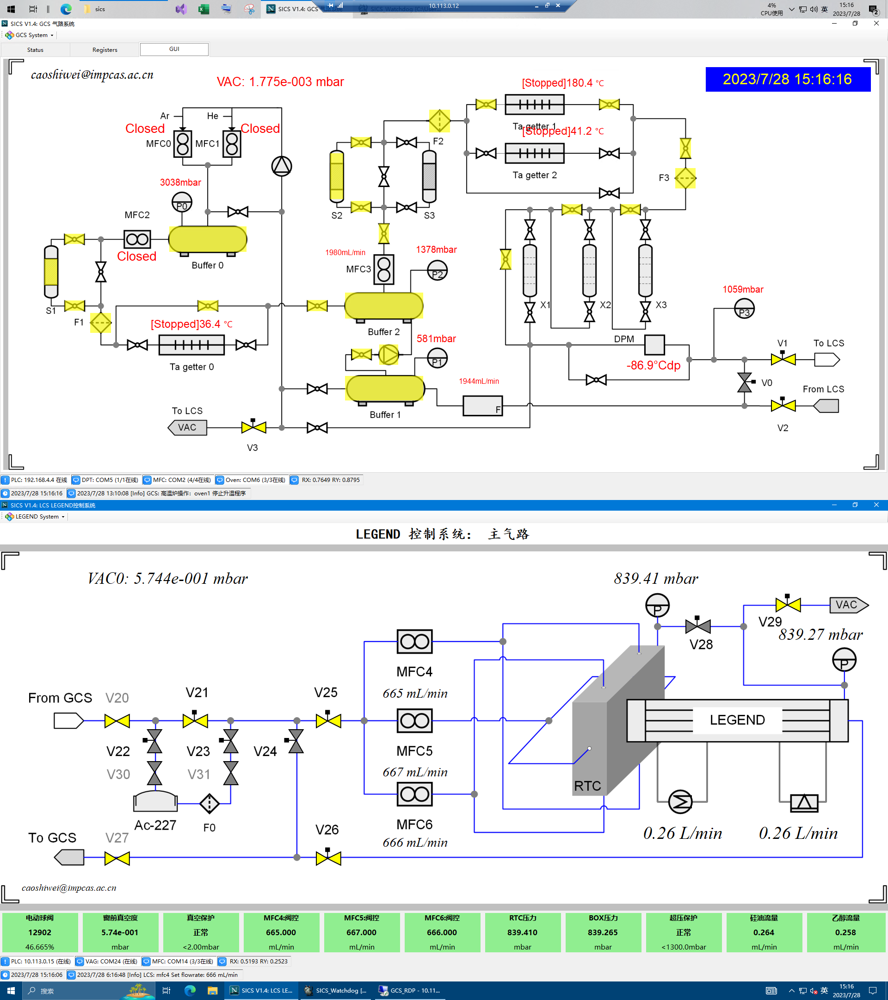 sics
SICS V1.4: GCS
10.113.0.12
4%
CPU使用
英
15:16
2023/7/28
2
SICS V1.4: GCS 气路系统
GCS System
Status
Registers
GUI
caoshiwei@impcas.ac.cn
VAC: 1.775e-003 mbar
[Stopped]180.4 ℃
2023/7/28 15:16:16
Ar
He
Closed
Closed
MFC0
MFC1
F2
Ta getter 1
[Stopped]41.2 ℃
Ta getter 2
F3
3038mbar
P0
MFC2
S2
S3
Closed
Buffer 0
1980mL/min
MFC3
1378mbar
P2
S1
F1
[Stopped]36.4 ℃
Ta getter 0
Buffer 2
X1
X2
X3
1059mbar
P3
581mbar
P1
DPM
-86.9°Cdp
V1
To LCS
V0
From LCS
V2
1944mL/min
F
Buffer 1
To LCS
VAC
V3
PLC: 192.168.4.4 在线
DPT: COM5 (1/1在线)
MFC: COM2 (4/4在线)
Oven: COM6 (3/3在线)
RX: 0.7649 RY: 0.8795
2023/7/28 15:16:16
2023/7/28 13:10:08 [Info] GCS: 高温炉操作: oven1 停止升温程序
SICS V1.4: LCS LEGEND控制系统
LEGEND System
LEGEND 控制系统: 主气路
VAC0: 5.744e-001 mbar
839.41 mbar
P
VAC
V29
V28
839.27 mbar
P
MFC4
665 mL/min
From GCS
V20
V21
V25
LEGEND
MFC5
667 mL/min
V22
V23
V24
V30
V31
RTC
Ac-227
F0
MFC6
666 mL/min
To GCS
V27
V26
0.26 L/min
0.26 L/min
caoshiwei@impcas.ac.cn
电动球阀
12902
46.665%
窗前真空度
5.74e-001
mbar
真空保护
正常
<2.00mbar
MFC4:阀控
665.000
mL/min
MFC5:阀控
667.000
mL/min
MFC6:阀控
666.000
mL/min
RTC压力
839.410
mbar
BOX压力
839.265
mbar
超压保护
正常
<1300.0mbar
硅油流量
0.264
mL/min
乙醇流量
0.258
mL/min
PLC: 10.113.0.15 (在线)
VAG: COM24 (在线)
MFC: COM14 (3/3在线)
RX: 0.5193 RY: 0.2523
2023/7/28 15:16:06
2023/7/28 6:16:48 [Info] LCS: mfc4 Set flowrate: 666 mL/min
搜索
SICS V1.4: LCS LE...
SICS_Watchdog [...
GCS_RDP - 10.11...
英
15:16
2023/7/28